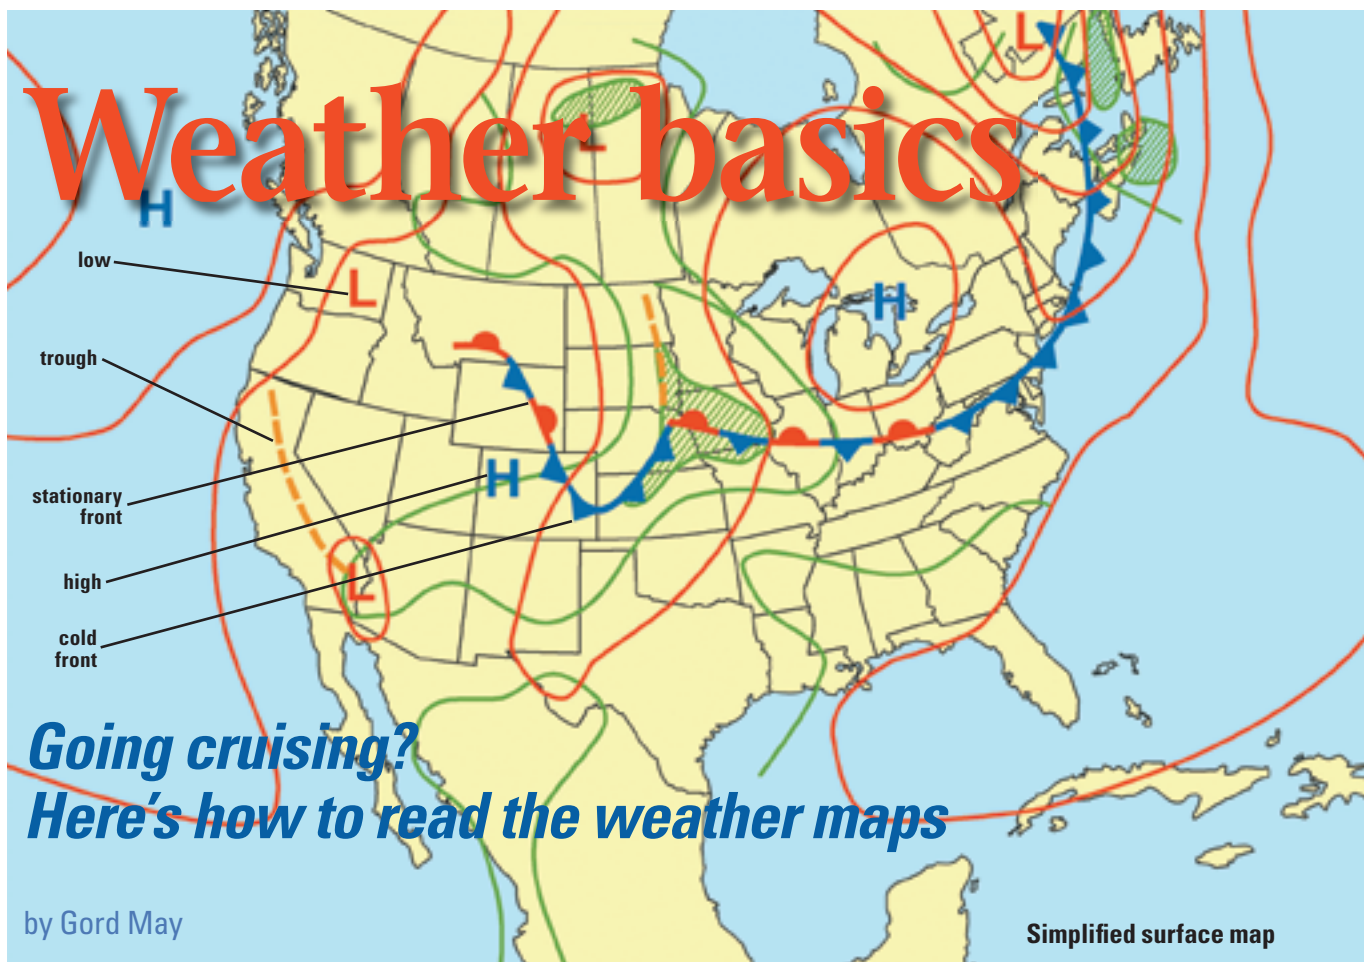 Weather basics
L
L
H
low
L
H
trough
stationary
front
H
high
L
cold
front
Going cruising?
Here's how to read the weather maps
by Gord May
Simplified surface map